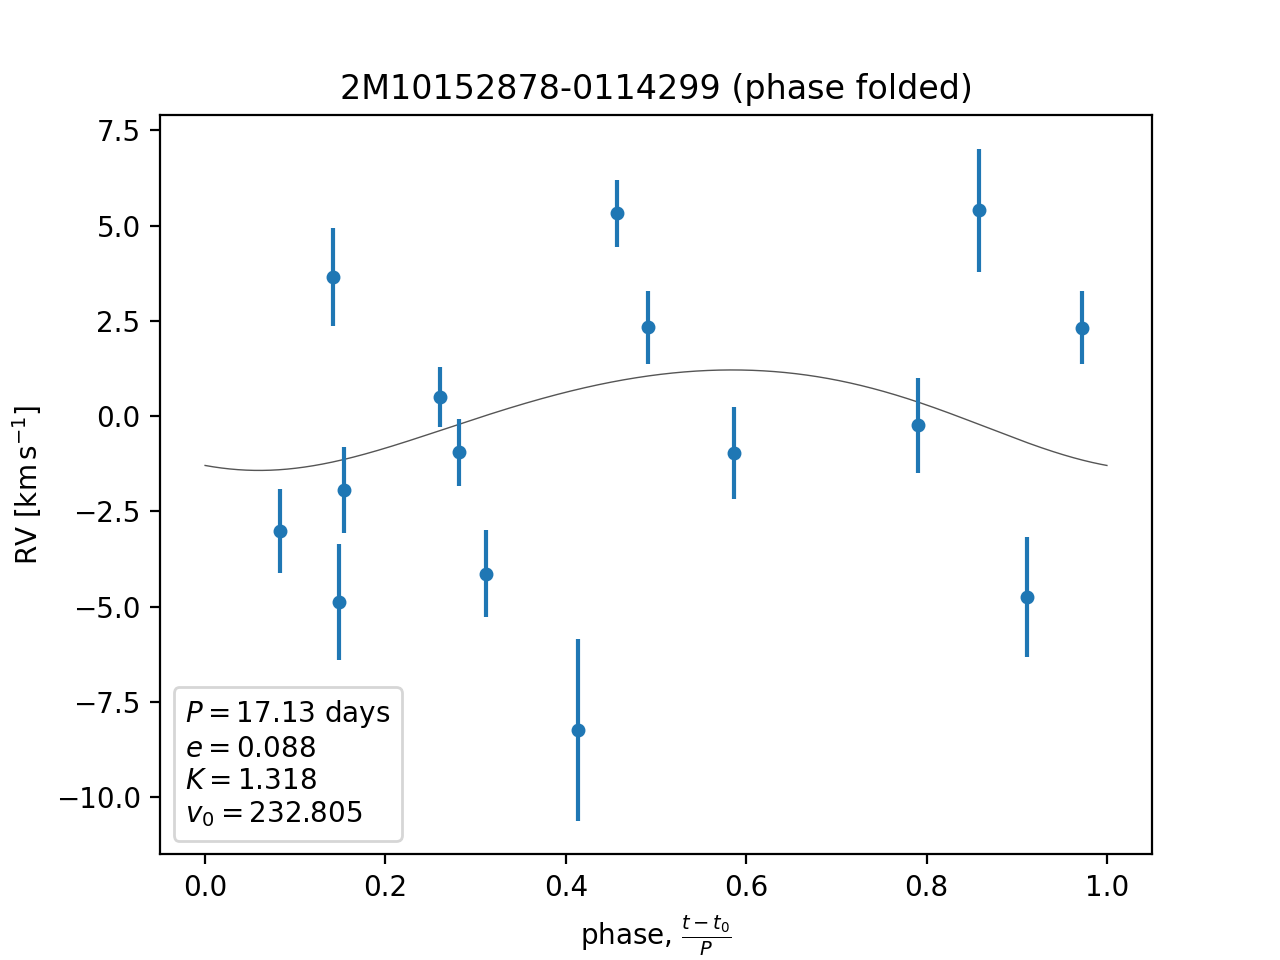 2M10152878-0114299 (phase folded)
7.5
5.0
2.5
0.0
−2.5
−5.0
−7.5
−10.0
RV [km s⁻¹]
P = 17.13 days
e = 0.088
K = 1.318
v₀ = 232.805
0.0 0.2 0.4 0.6 0.8 1.0
phase, (t − t₀)/P